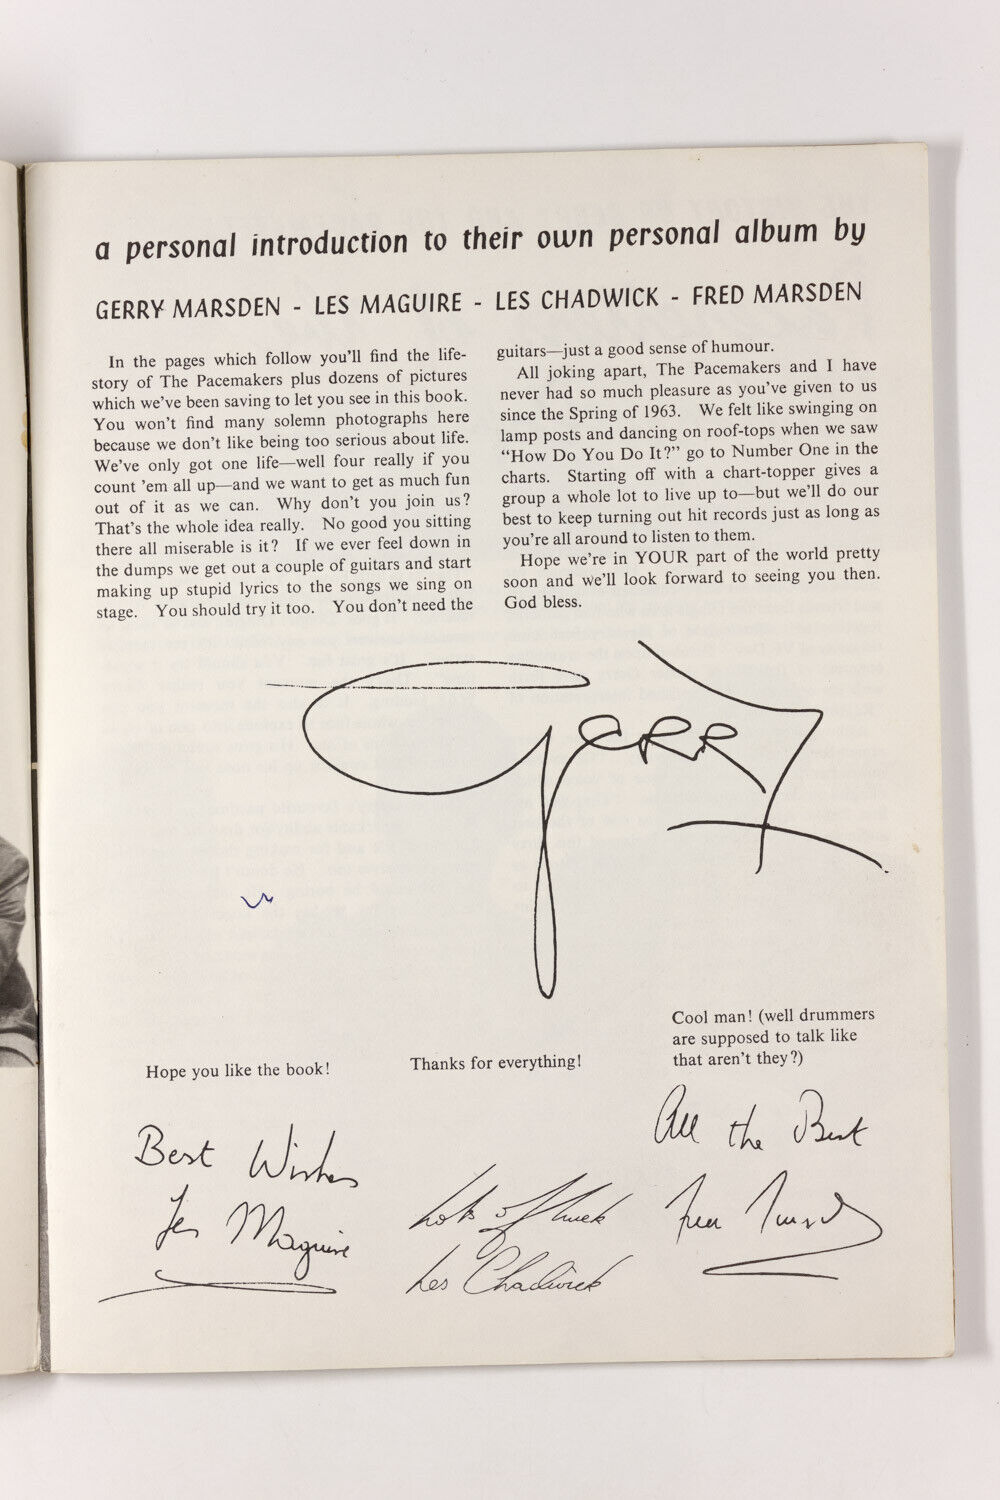 a personal introduction to their own personal album by
GERRY MARSDEN - LES MAGUIRE - LES CHADWICK - FRED MARSDEN
In the pages which follow you'll find the life-
story of The Pacemakers plus dozens of pictures
which we've been saving to let you see in this book.
You won't find many solemn photographs here
because we don't like being too serious about life.
We've only got one life—well four really if you
count 'em all up—and we want to get as much fun
out of it as we can. Why don't you join us?
That's the whole idea really. No good you sitting
there all miserable is it? If we ever feel down in
the dumps we get out a couple of guitars and start
making up stupid lyrics to the songs we sing on
stage. You should try it too. You don't need the
guitars—just a good sense of humour.
All joking apart, The Pacemakers and I have
never had so much pleasure as you've given to us
since the Spring of 1963. We felt like swinging on
lamp posts and dancing on roof-tops when we saw
"How Do You Do It?" go to Number One in the
charts. Starting off with a chart-topper gives a
group a whole lot to live up to—but we'll do our
best to keep turning out hit records just as long as
you're all around to listen to them.
Hope we're in YOUR part of the world pretty
soon and we'll look forward to seeing you then.
God bless.
Gerry
Hope you like the book!
Best Wishes
Les Maguire
Thanks for everything!
Lots of luck
Les Chadwick
Cool man! (well drummers
are supposed to talk like
that aren't they?)
All the Best
Fred Marsden